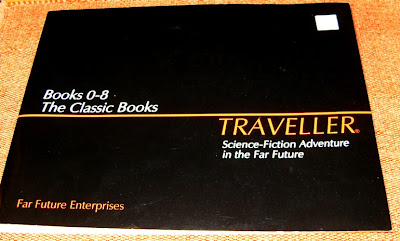 Books 0-8
The Classic Books
TRAVELLER®
Science-Fiction Adventure
in the Far Future
Far Future Enterprises